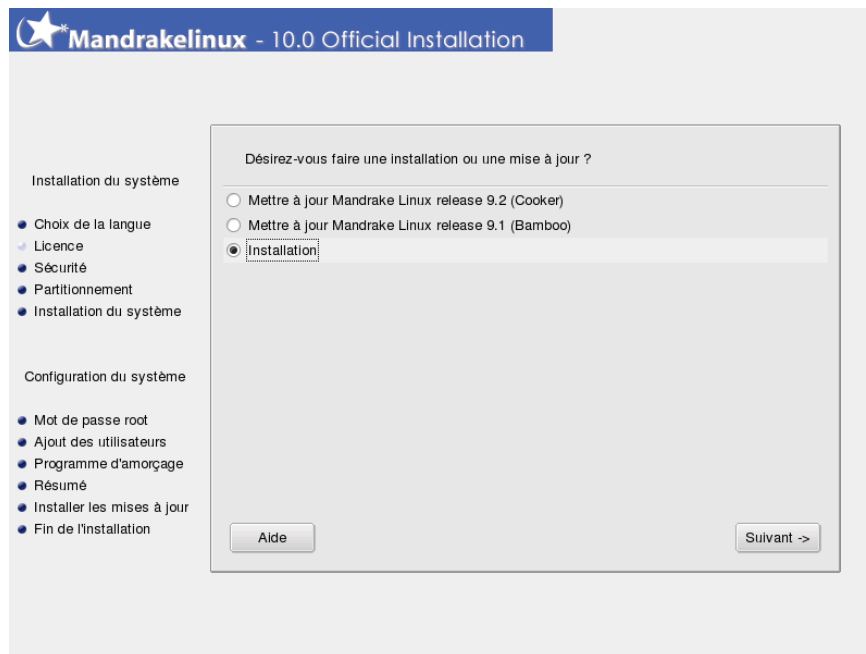 Mandrakelinux - 10.0 Official Installation
Installation du système
Choix de la langue
Licence
Sécurité
Partitionnement
Installation du système
Configuration du système
Mot de passe root
Ajout des utilisateurs
Programme d'amorçage
Résumé
Installer les mises à jour
Fin de l'installation
Désirez-vous faire une installation ou une mise à jour ?
Mettre à jour Mandrake Linux release 9.2 (Cooker)
Mettre à jour Mandrake Linux release 9.1 (Bamboo)
Installation
Aide
Suivant ->